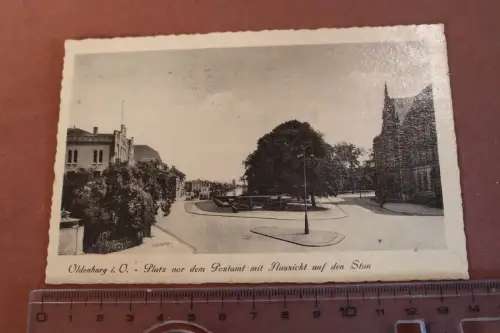 Oldenburg i. O. - Platz vor dem Postamt mit Aussicht auf den Stau
1 2 3 4 5 6 7 8 9 10 11 12 13 14